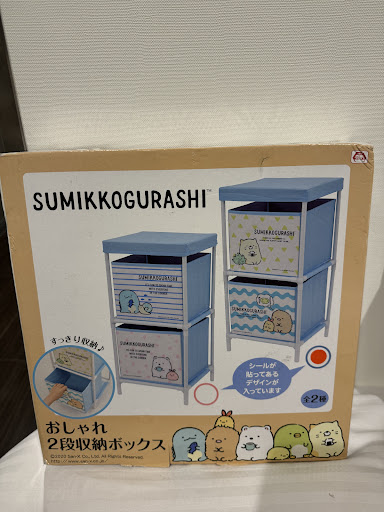 SUMIKKOGURASHI™
SUMIKKOGURASHI
SUMIKKOGURASHI
すっきり収納♪
シールが
貼ってある
デザインが
入っています
全2種
おしゃれ
2段収納ボックス
©2020 San-X Co., Ltd. All Rights Reserved.